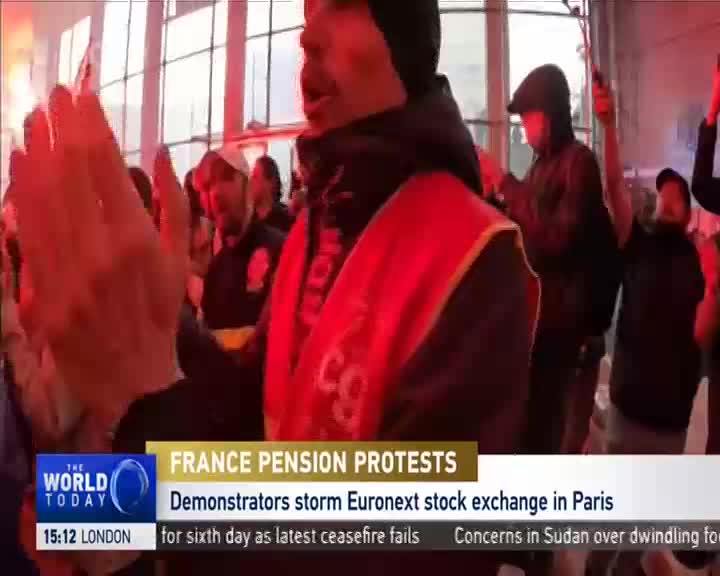 FRANCE PENSION PROTESTS
THE
WORLD
TODAY
Demonstrators storm Euronext stock exchange in Paris
15:12 LONDON
for sixth day as latest ceasefire fails Concerns in Sudan over dwindling fo